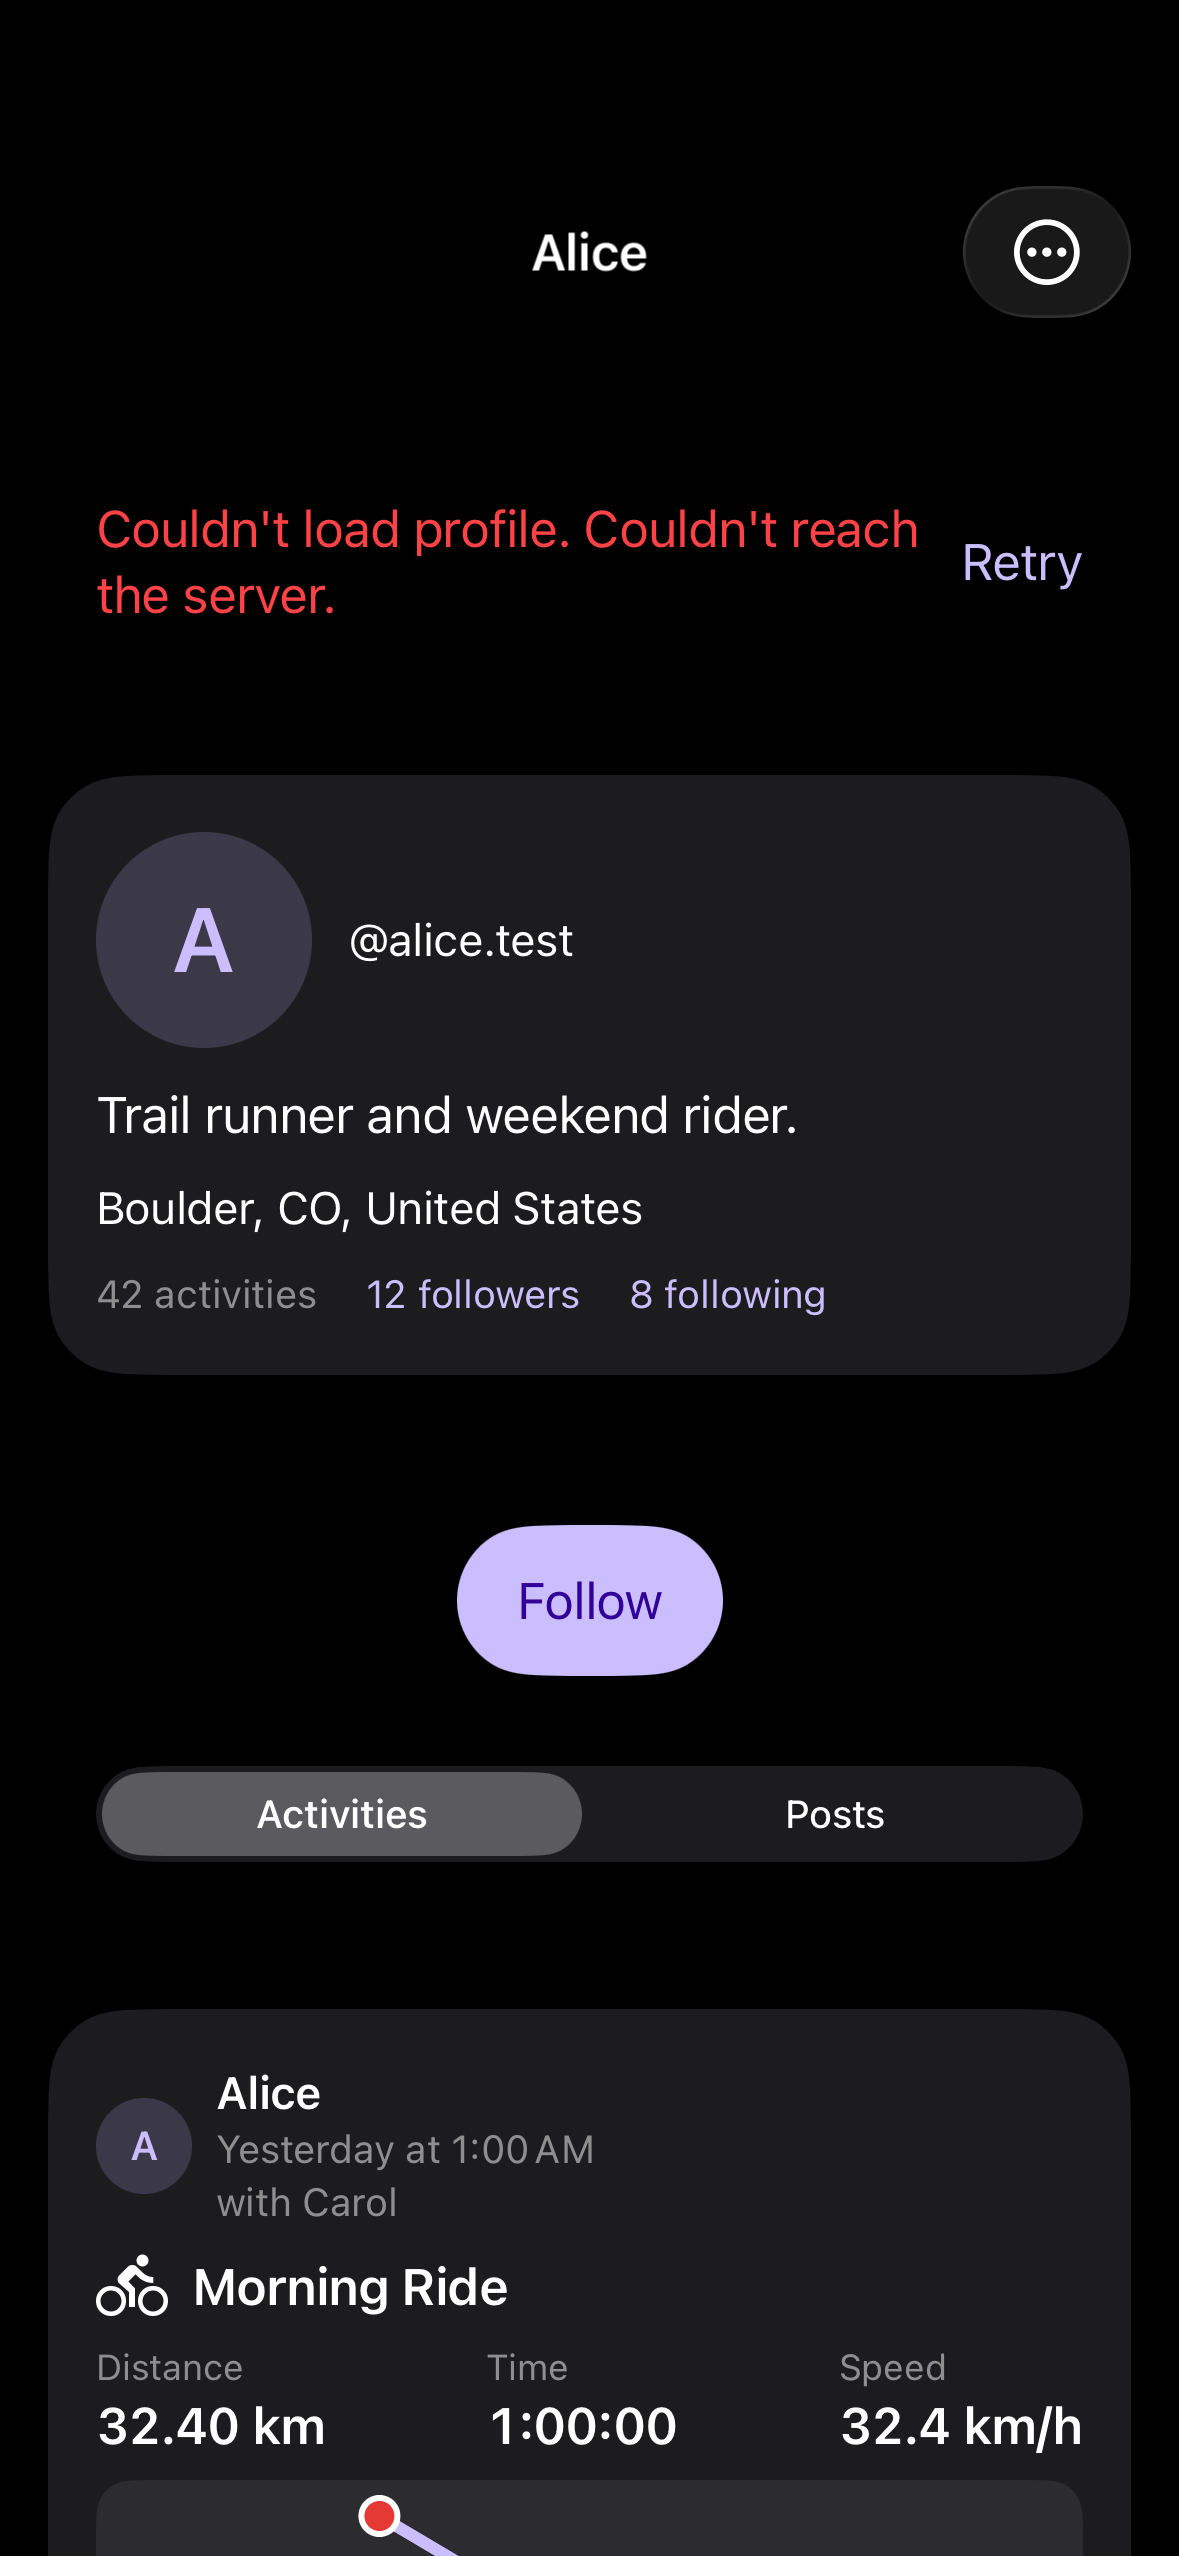 Alice
Couldn't load profile. Couldn't reach
the server.
Retry
A
@alice.test
Trail runner and weekend rider.
Boulder, CO, United States
42 activities 12 followers 8 following
Follow
Activities Posts
A
Alice
Yesterday at 1:00 AM
with Carol
Morning Ride
Distance Time Speed
32.40 km 1:00:00 32.4 km/h